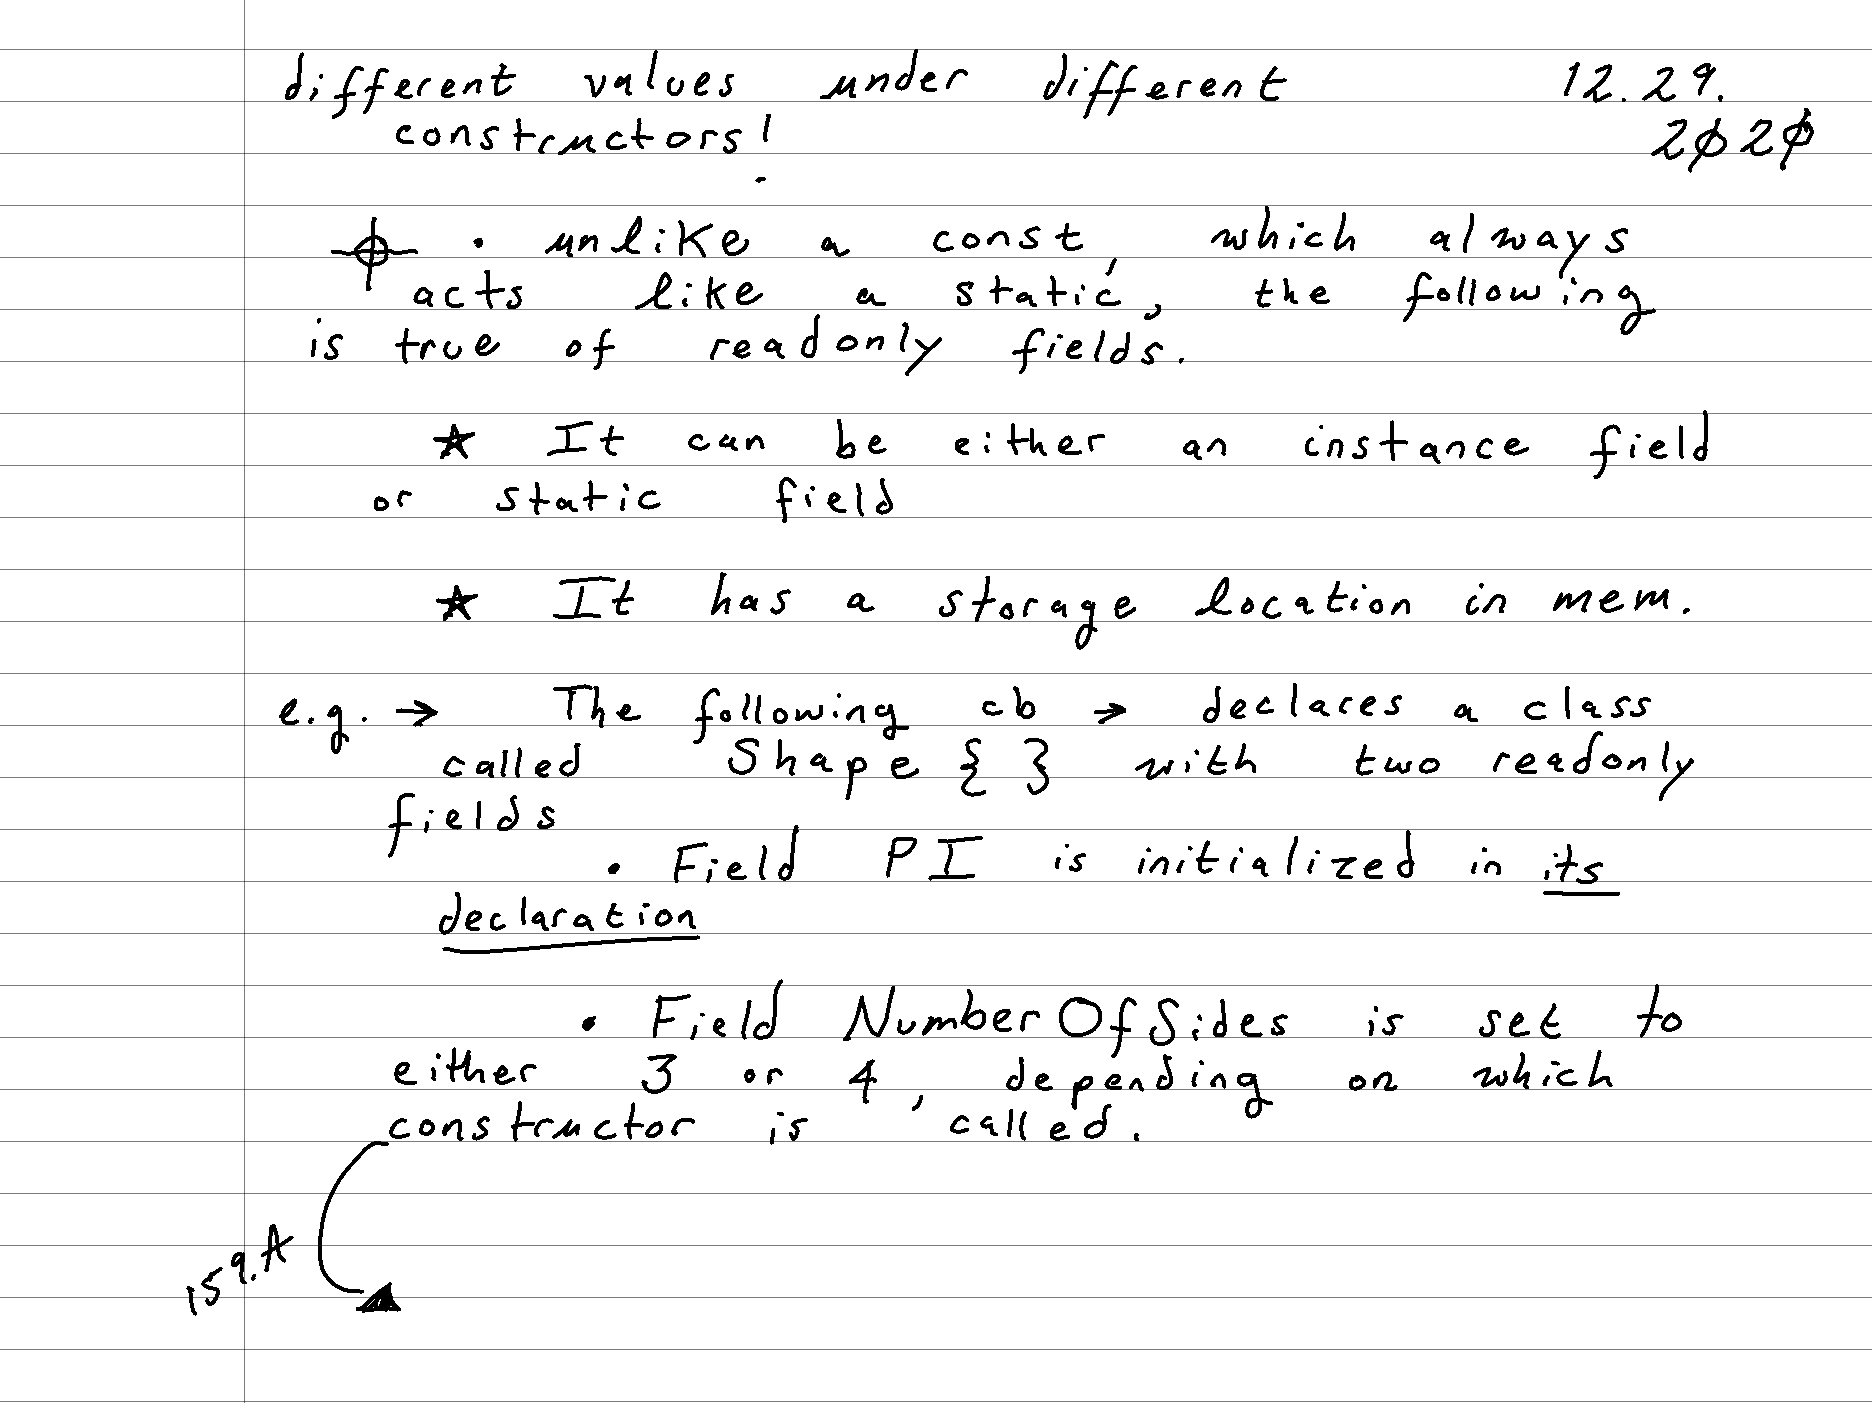 different values under different 12.29.
constructors! 2020
• unlike a const, which always
acts like a static, the following
is true of readonly fields.
★ It can be either an instance field
or static field
★ It has a storage location in mem.
e.g. → The following cb → declares a class
called Shape { } with two readonly
fields
• Field PI is initialized in its
declaration
• Field NumberOfSides is set to
either 3 or 4, depending on which
constructor is called.
159.A